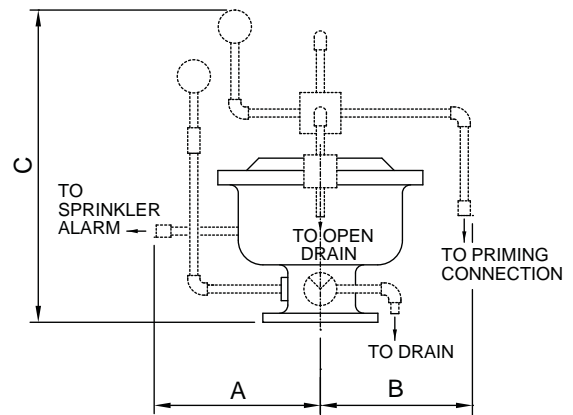 C
TO
SPRINKLER
ALARM
TO OPEN
DRAIN
TO PRIMING
CONNECTION
TO DRAIN
A
B